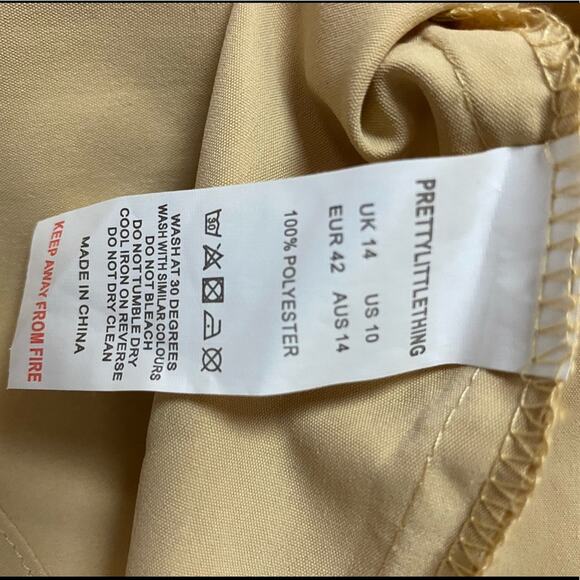 PRETTYLITTLETHING
UK 14 US 10
EUR 42 AUS 14
100% POLYESTER
30
WASH AT 30 DEGREES
WASH WITH SIMILAR COLOURS
DO NOT BLEACH
DO NOT TUMBLE DRY
COOL IRON ON REVERSE
DO NOT DRY CLEAN
MADE IN CHINA
KEEP AWAY FROM FIRE